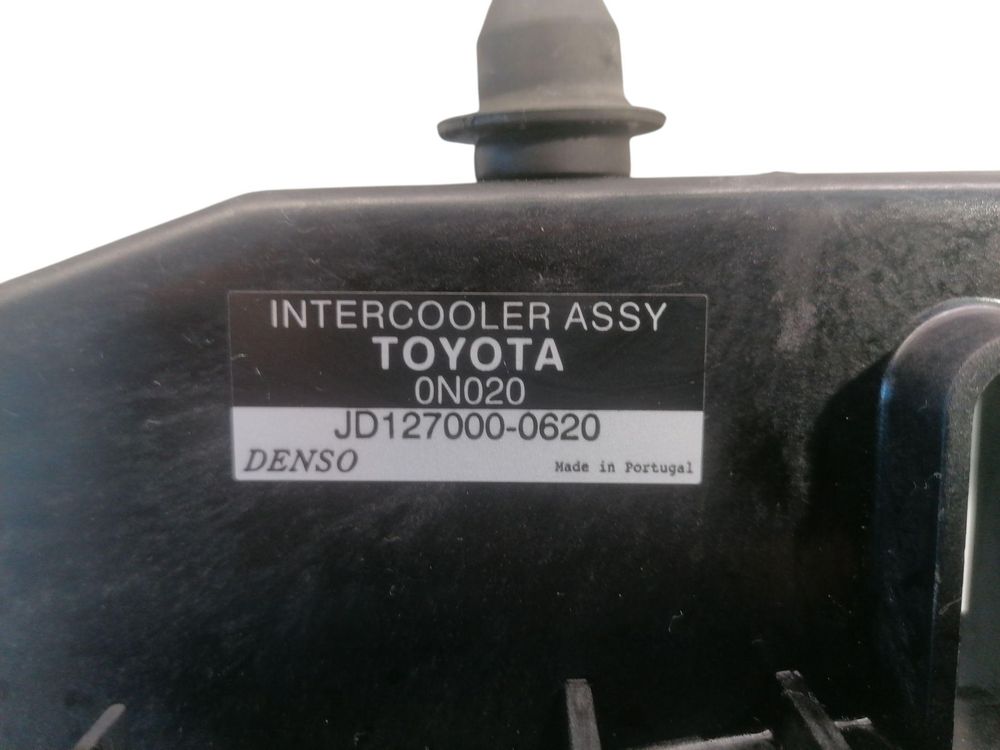 INTERCOOLER ASSY
TOYOTA
0N020
JD127000-0620
DENSO Made in Portugal